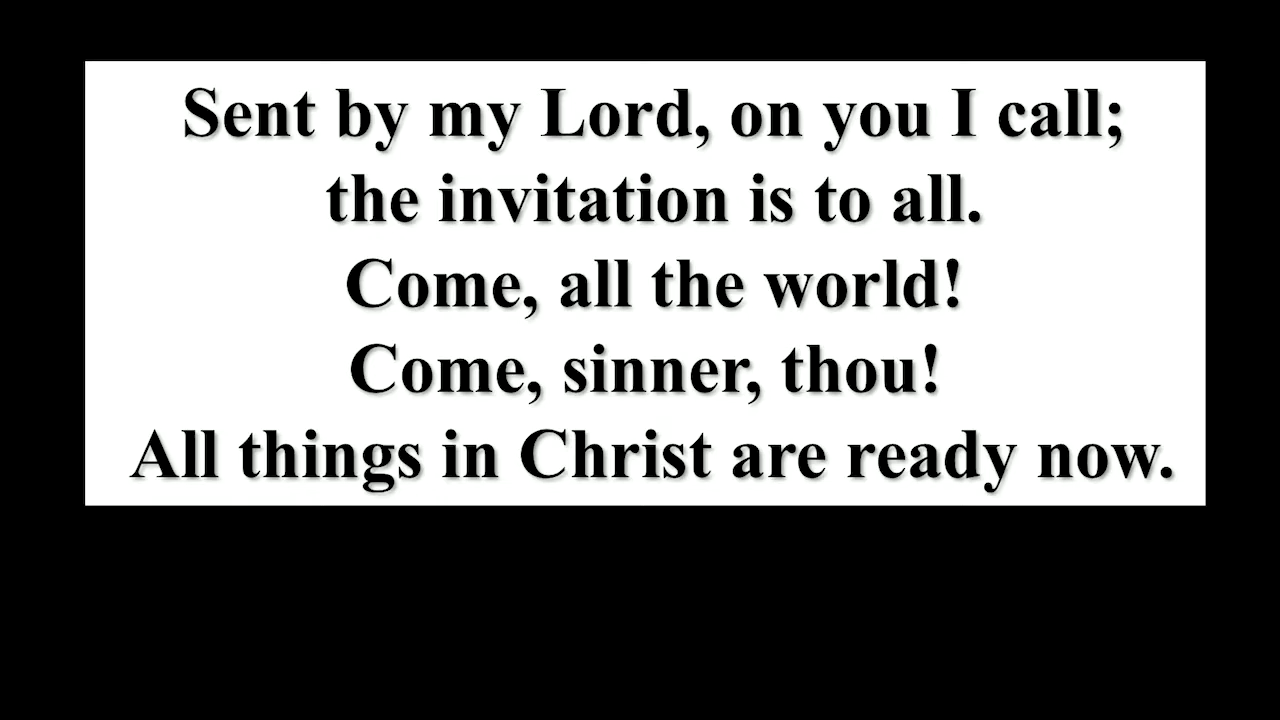 Sent by my Lord, on you I call;
the invitation is to all.
Come, all the world!
Come, sinner, thou!
All things in Christ are ready now.